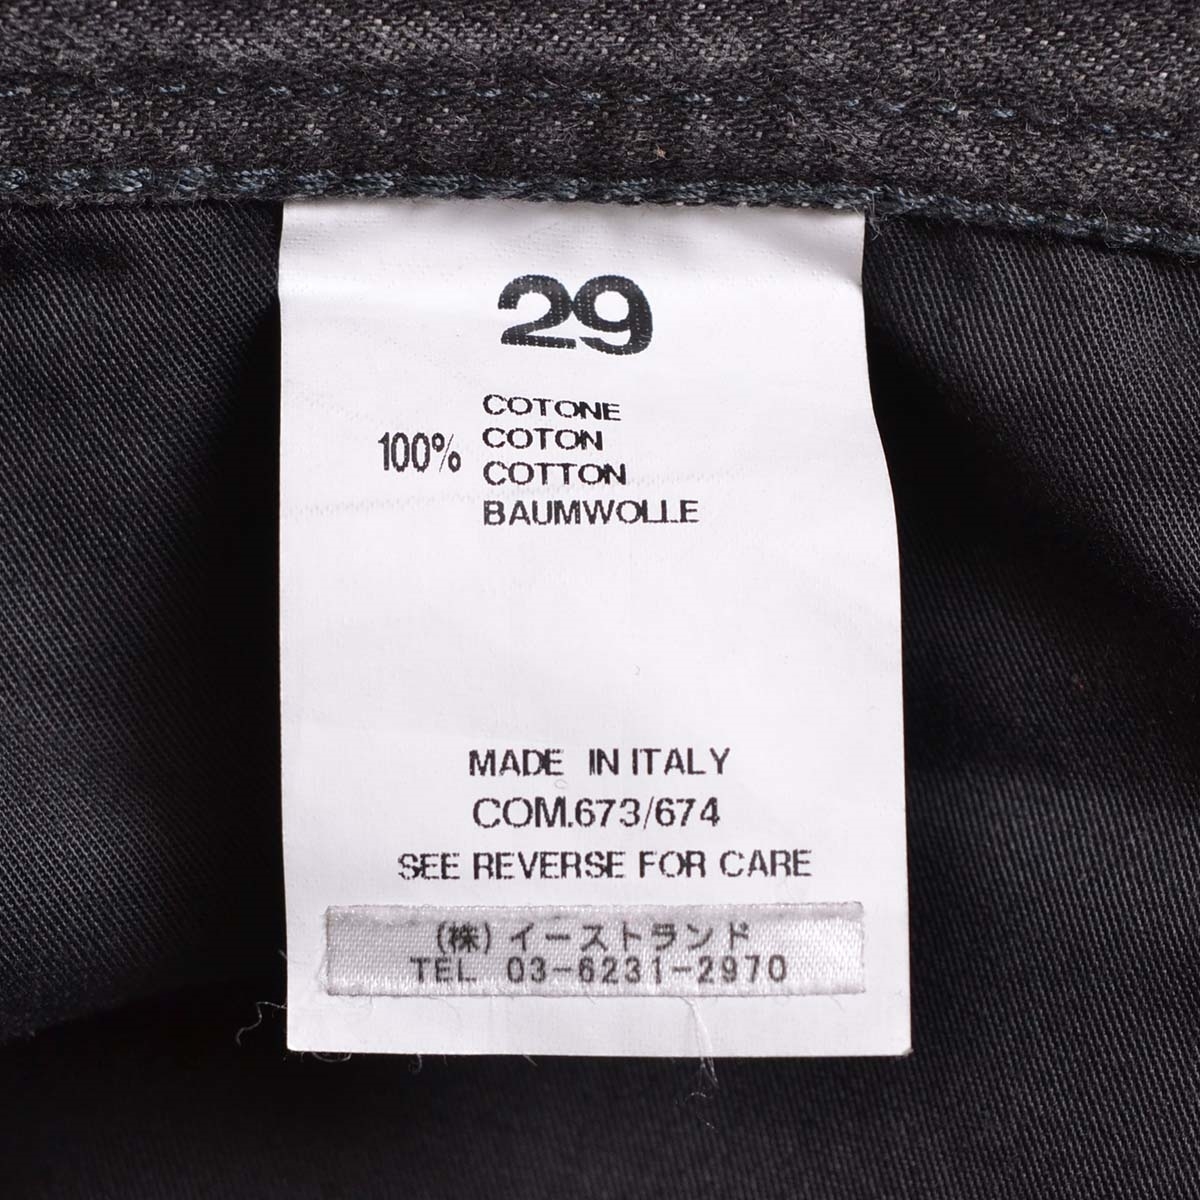 29
COTONE
100% COTON
COTTON
BAUMWOLLE
MADE IN ITALY
COM.673/674
SEE REVERSE FOR CARE
(株)イーストランド
TEL 03-6231-2970